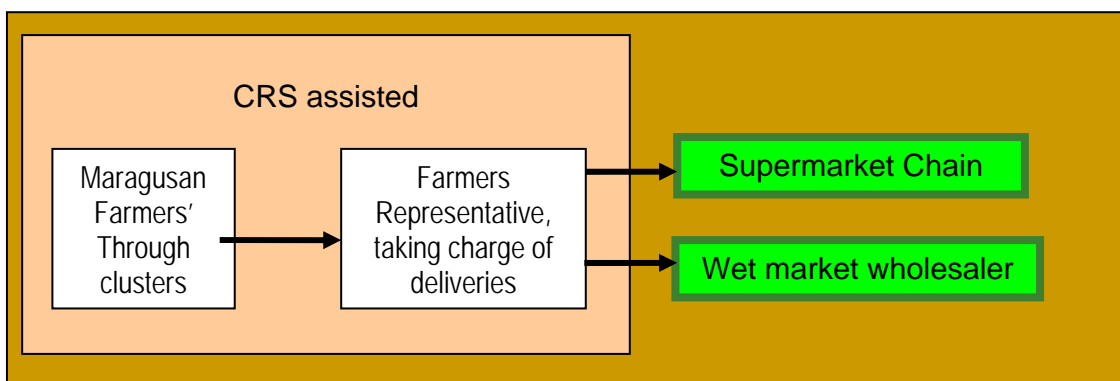 CRS assisted
Maragusan
Farmers’
Through
clusters
Farmers
Representative,
taking charge of
deliveries
Supermarket Chain
Wet market wholesaler